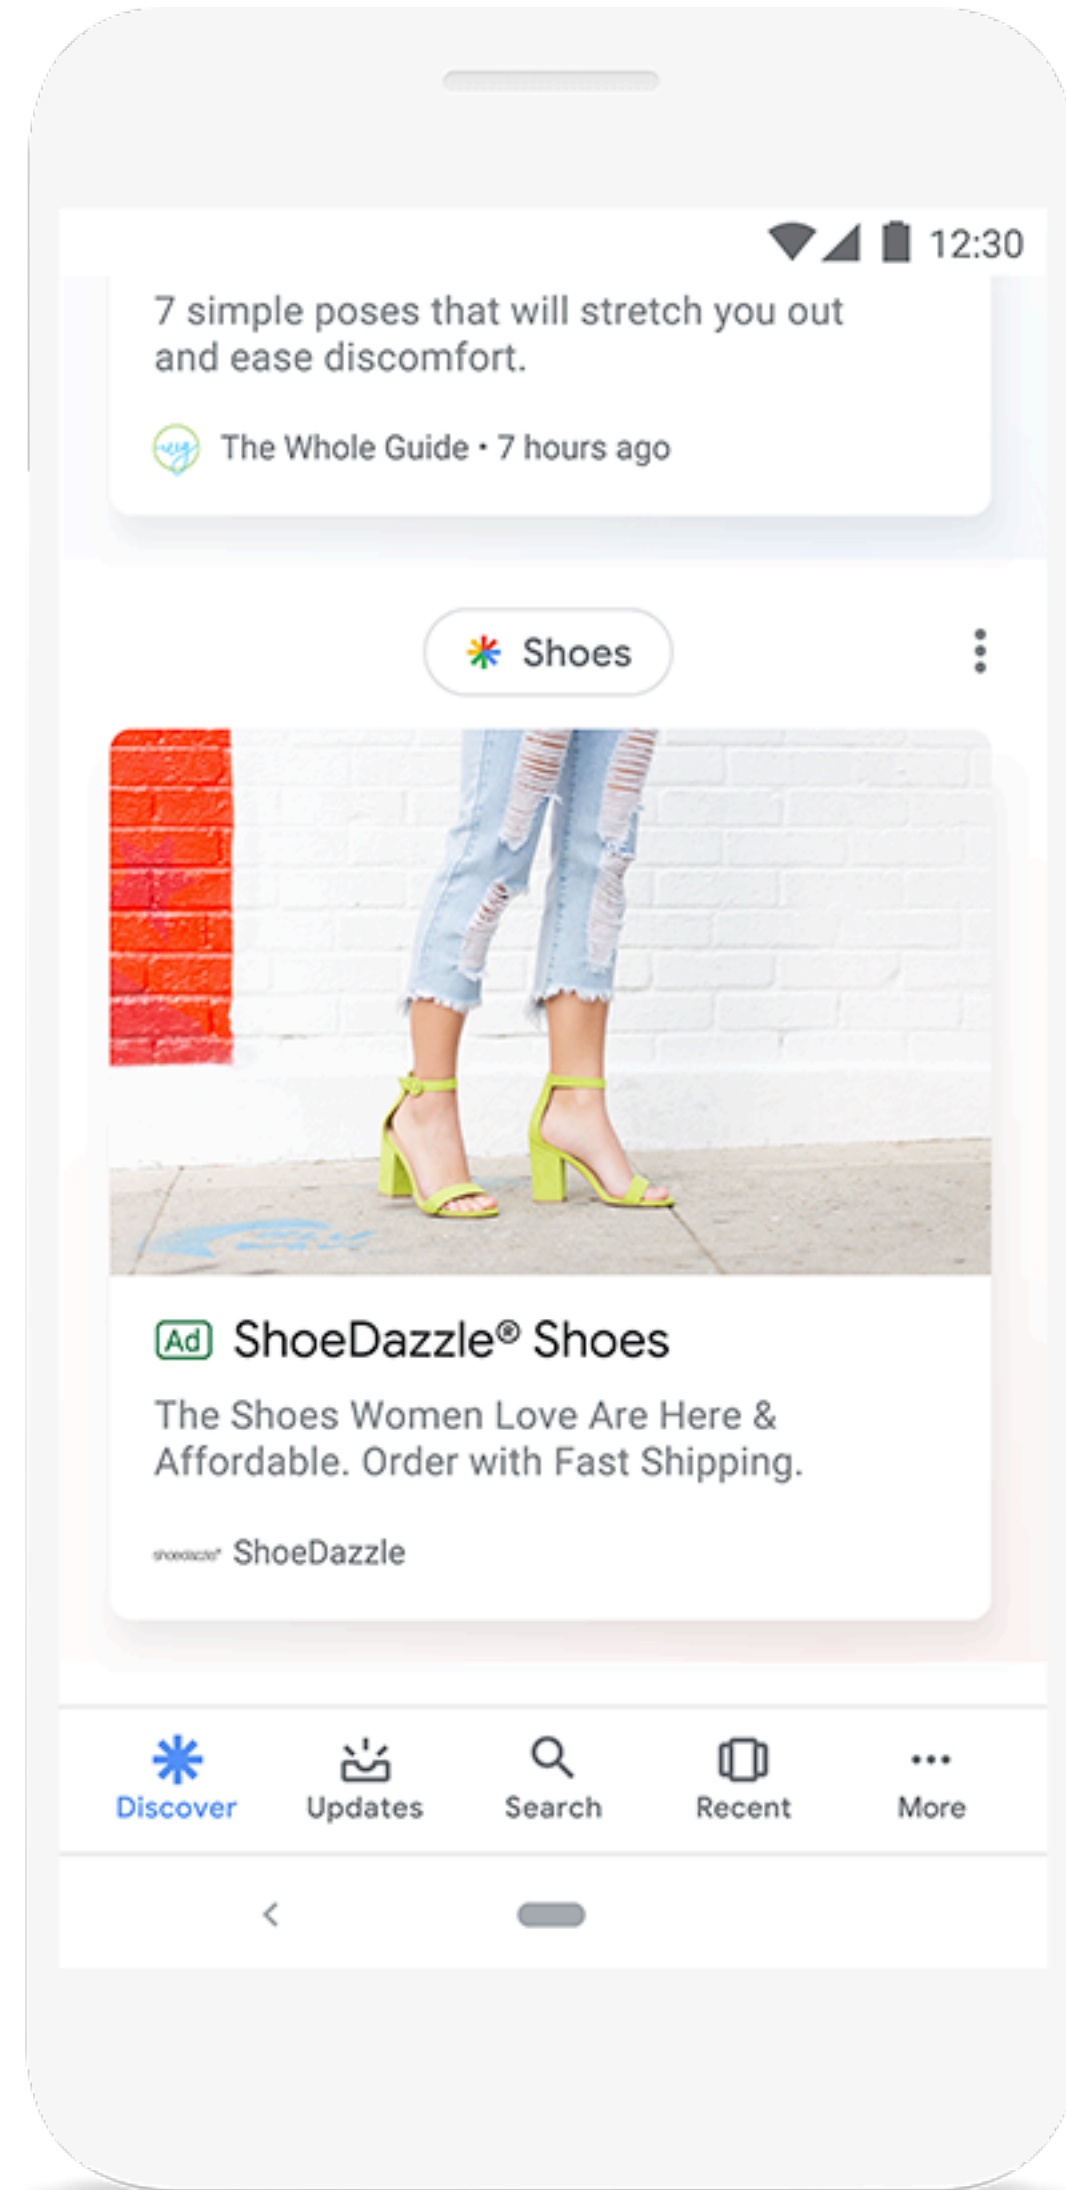 12:30
7 simple poses that will stretch you out
and ease discomfort.
The Whole Guide • 7 hours ago
Shoes
Ad ShoeDazzle® Shoes
The Shoes Women Love Are Here &
Affordable. Order with Fast Shipping.
shoedazzle ShoeDazzle
Discover Updates Search Recent More